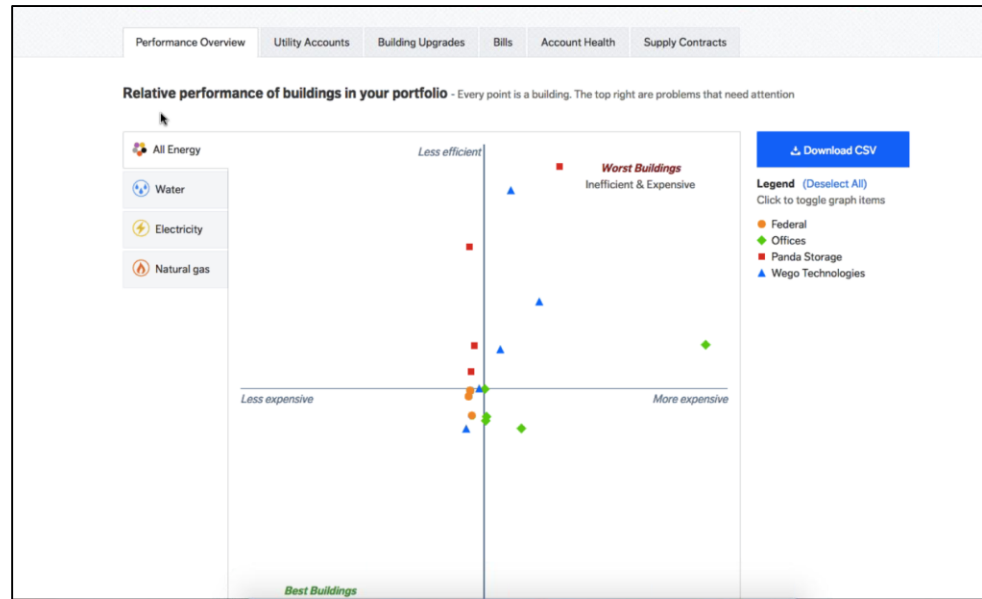 Performance Overview
Utility Accounts
Building Upgrades
Bills
Account Health
Supply Contracts
Relative performance of buildings in your portfolio - Every point is a building. The top right are problems that need attention
All Energy
Water
Electricity
Natural gas
Less efficient
Worst Buildings
Inefficient & Expensive
Less expensive
More expensive
Best Buildings
Download CSV
Legend (Deselect All)
Click to toggle graph items
Federal
Offices
Panda Storage
Wego Technologies